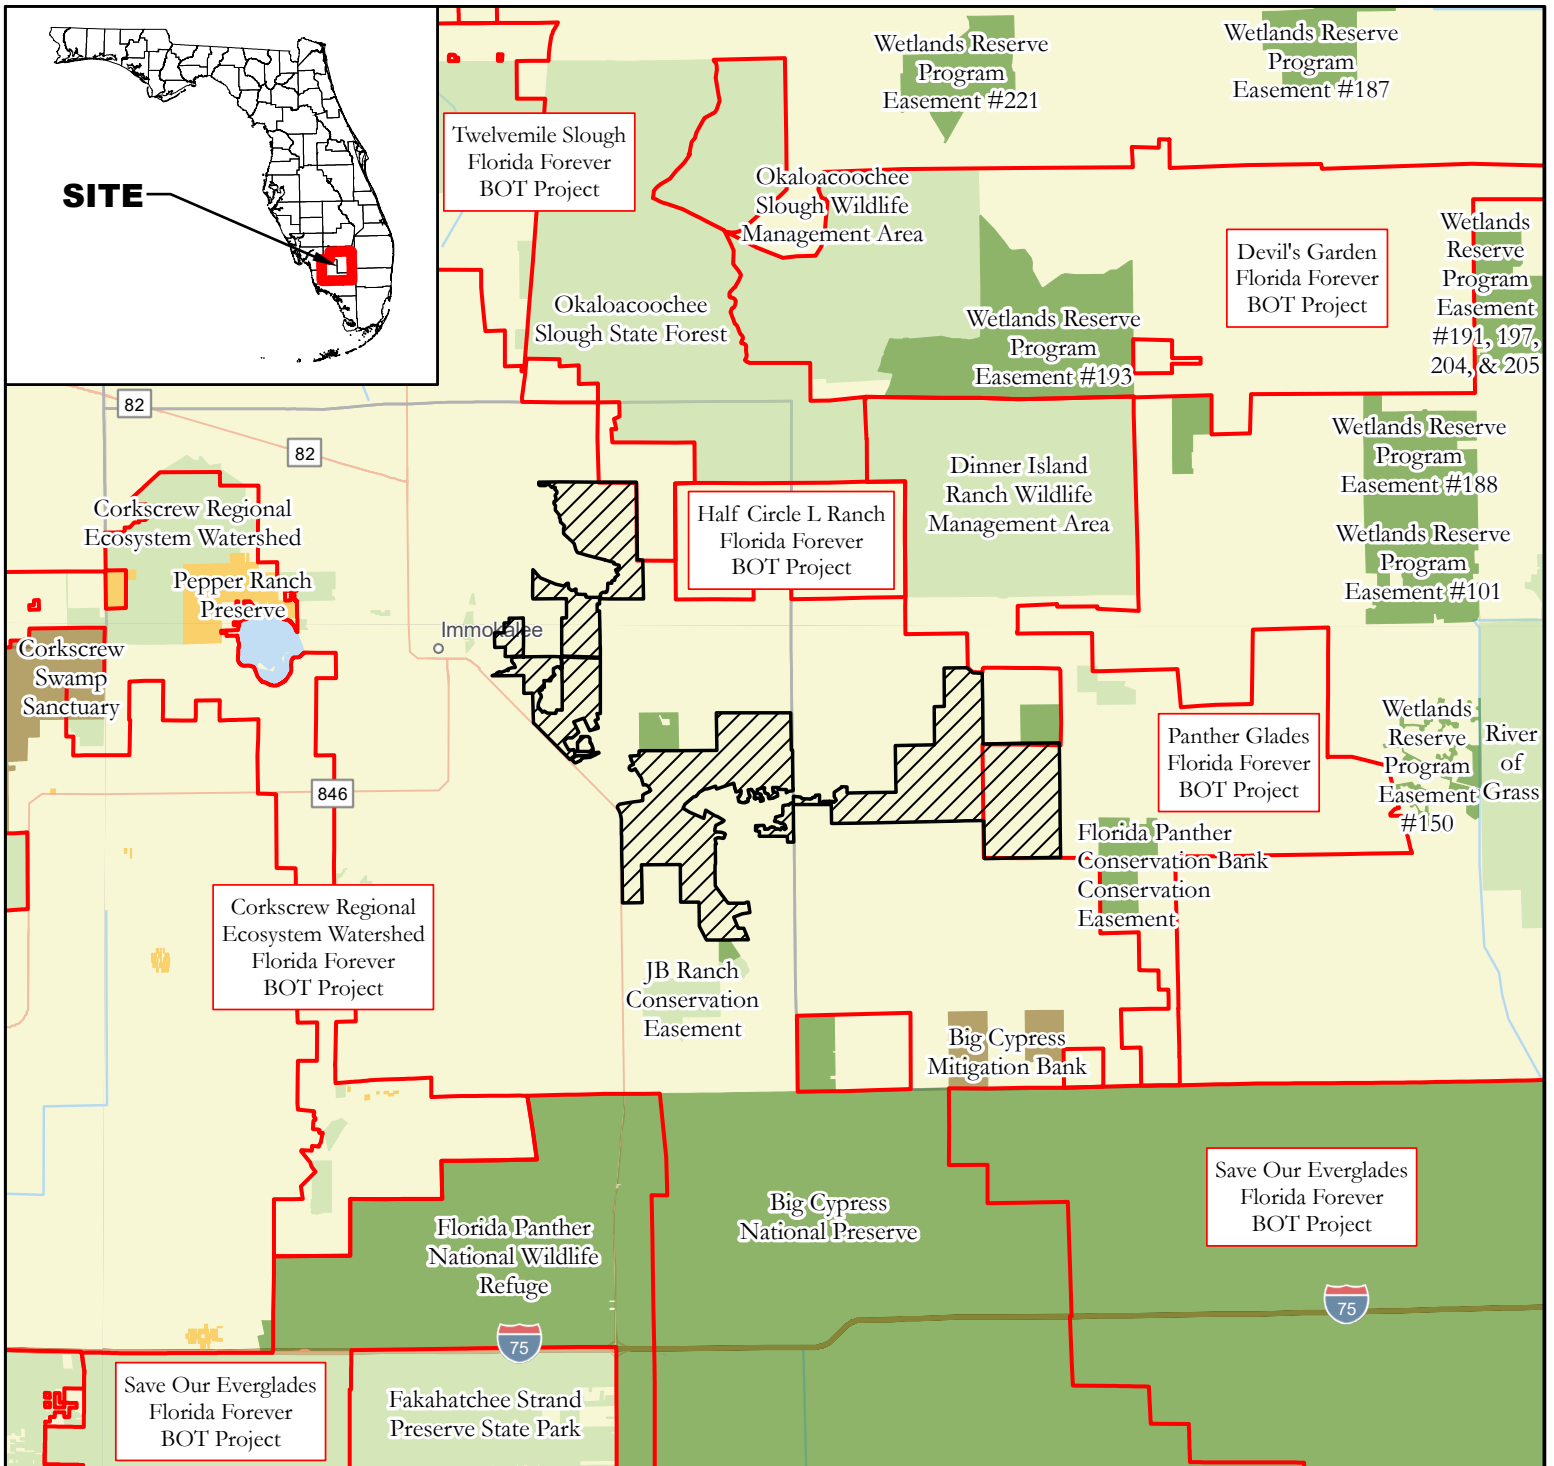 SITE
Wetlands Reserve
Program
Easement #221
Wetlands Reserve
Program
Easement #187
Twelvemile Slough
Florida Forever
BOT Project
Okaloacoochee
Slough Wildlife
Management Area
Devil's Garden
Florida Forever
BOT Project
Wetlands
Reserve
Program
Easement
#191, 197,
204, & 205
Okaloacoochee
Slough State Forest
Wetlands Reserve
Program
Easement #193
82
82
Wetlands Reserve
Program
Easement #188
Dinner Island
Ranch Wildlife
Management Area
Corkscrew Regional
Ecosystem Watershed
Half Circle L Ranch
Florida Forever
BOT Project
Wetlands Reserve
Program
Easement #101
Pepper Ranch
Preserve
Immokalee
Corkscrew
Swamp
Sanctuary
Wetlands
Reserve
Program
Easement
#150
River
of
Grass
Panther Glades
Florida Forever
BOT Project
846
Florida Panther
Conservation Bank
Conservation
Easement
Corkscrew Regional
Ecosystem Watershed
Florida Forever
BOT Project
JB Ranch
Conservation
Easement
Big Cypress
Mitigation Bank
Save Our Everglades
Florida Forever
BOT Project
Big Cypress
National Preserve
Florida Panther
National Wildlife
Refuge
75
75
Save Our Everglades
Florida Forever
BOT Project
Fakahatchee Strand
Preserve State Park